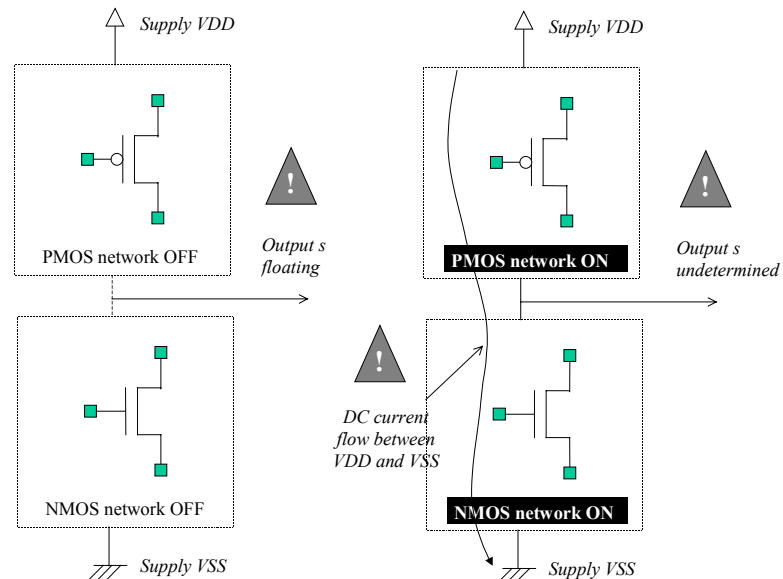 Supply VDD
PMOS network OFF
!
Output s
floating
NMOS network OFF
Supply VSS
Supply VDD
PMOS network ON
!
Output s
undetermined
!
DC current
flow between
VDD and VSS
NMOS network ON
Supply VSS